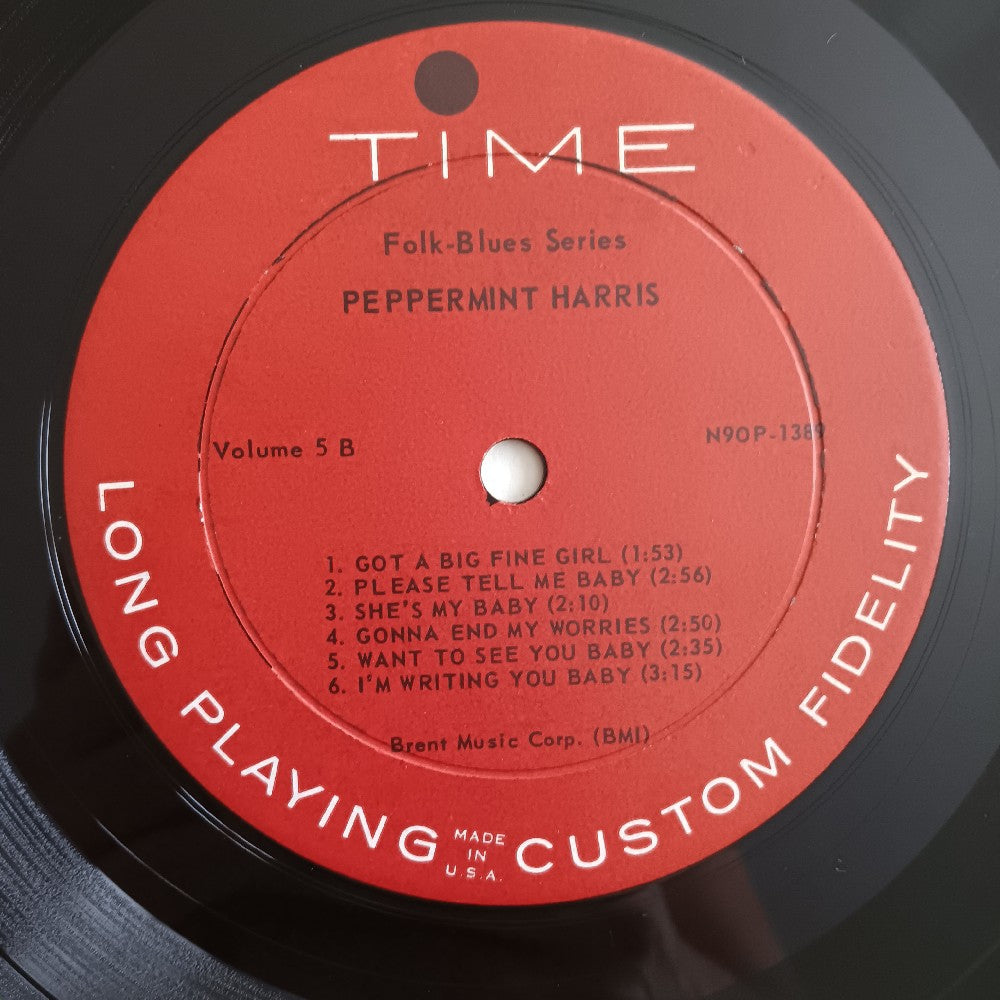 TIME
Folk-Blues Series
PEPPERMINT HARRIS
Volume 5 B
N9OP-1389
1. GOT A BIG FINE GIRL (1:53)
2. PLEASE TELL ME BABY (2:56)
3. SHE'S MY BABY (2:10)
4. GONNA END MY WORRIES (2:50)
5. WANT TO SEE YOU BABY (2:35)
6. I'M WRITING YOU BABY (3:15)
Brent Music Corp. (BMI)
LONG PLAYING CUSTOM FIDELITY
MADE
IN
U.S.A.